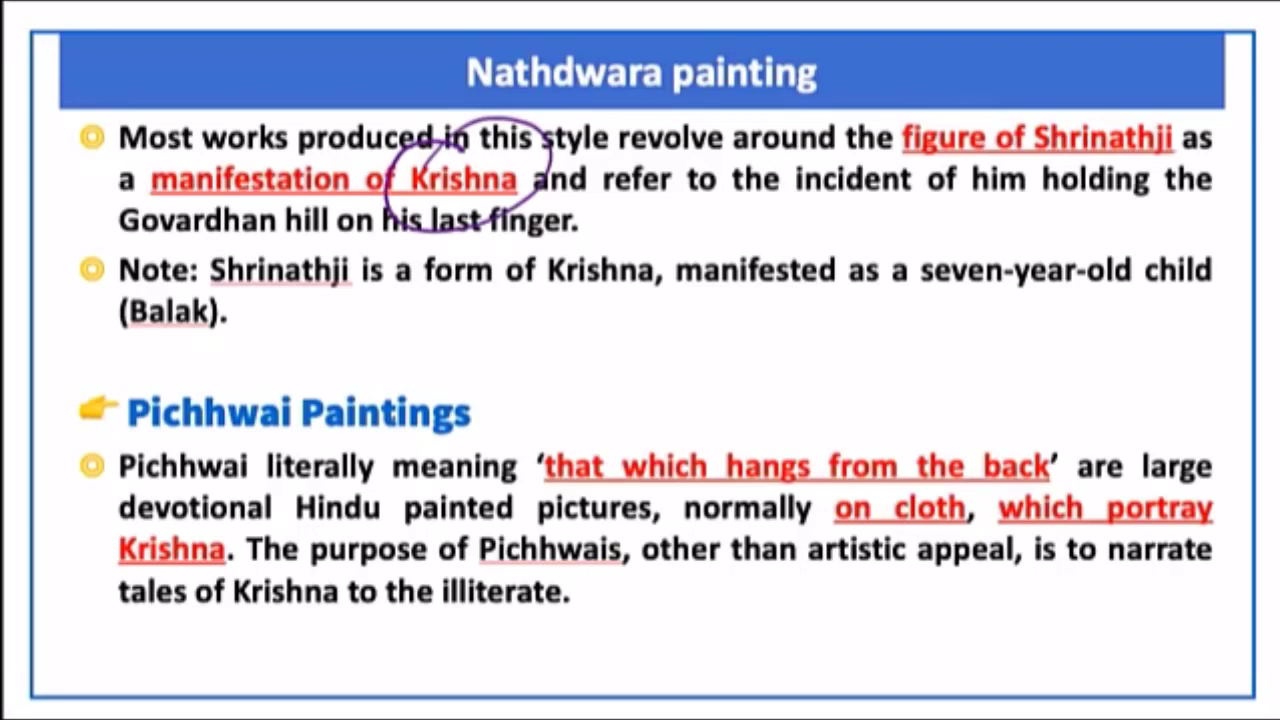 Nathdwara painting
Most works produced in this style revolve around the figure of Shrinathji as
a manifestation of Krishna and refer to the incident of him holding the
Govardhan hill on his last finger.
Note: Shrinathji is a form of Krishna, manifested as a seven-year-old child
(Balak).
Pichhwai Paintings
Pichhwai literally meaning ‘that which hangs from the back’ are large
devotional Hindu painted pictures, normally on cloth, which portray
Krishna. The purpose of Pichhwais, other than artistic appeal, is to narrate
tales of Krishna to the illiterate.